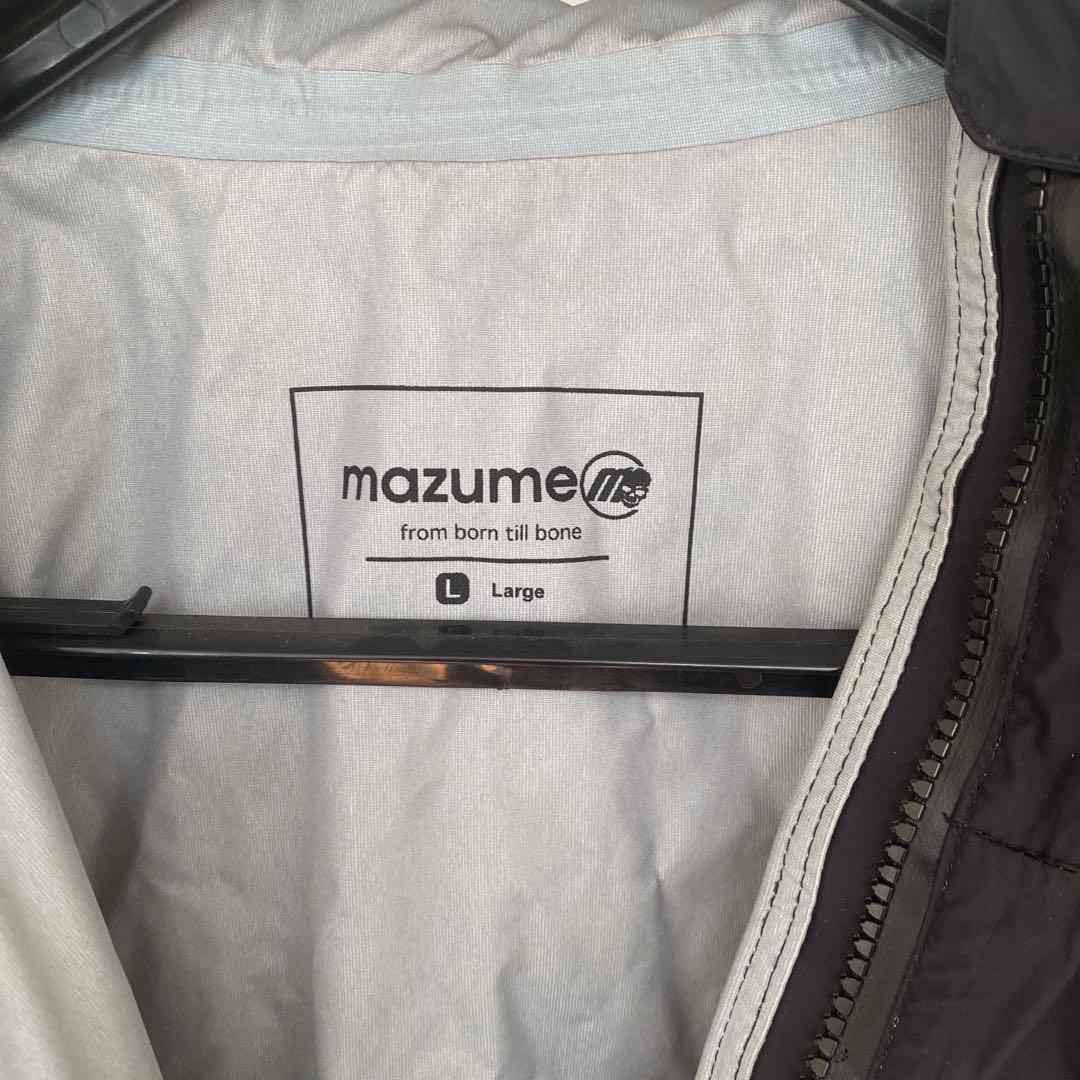 mazume m
from born till bone
L Large